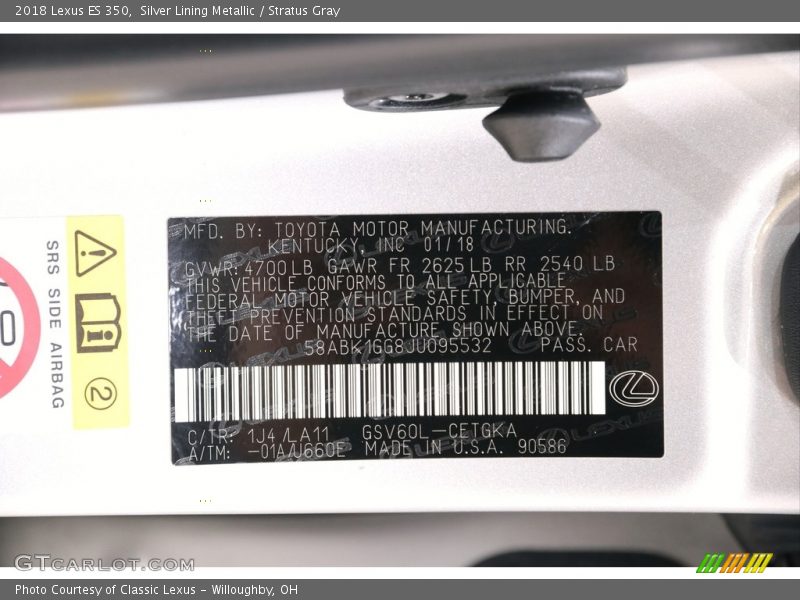 2018 Lexus ES 350, Silver Lining Metallic / Stratus Gray
MFD. BY: TOYOTA MOTOR MANUFACTURING.
KENTUCKY, INC 01/18
GVWR: 4700LB GAWR FR 2625LB RR 2540 LB
THIS VEHICLE CONFORMS TO ALL APPLICABLE
FEDERAL MOTOR VEHICLE SAFETY, BUMPER, AND
THEFT PREVENTION STANDARDS IN EFFECT ON
THE DATE OF MANUFACTURE SHOWN ABOVE.
PASS. CAR
C/TR: 1J4/LA11 GSV60L-CETGKA
A/TM: -01A/U660E MADE IN U.S.A. 90586
SRS SIDE AIRBAG
2
GTCARLOT.COM
Photo Courtesy of Classic Lexus - Willoughby, OH